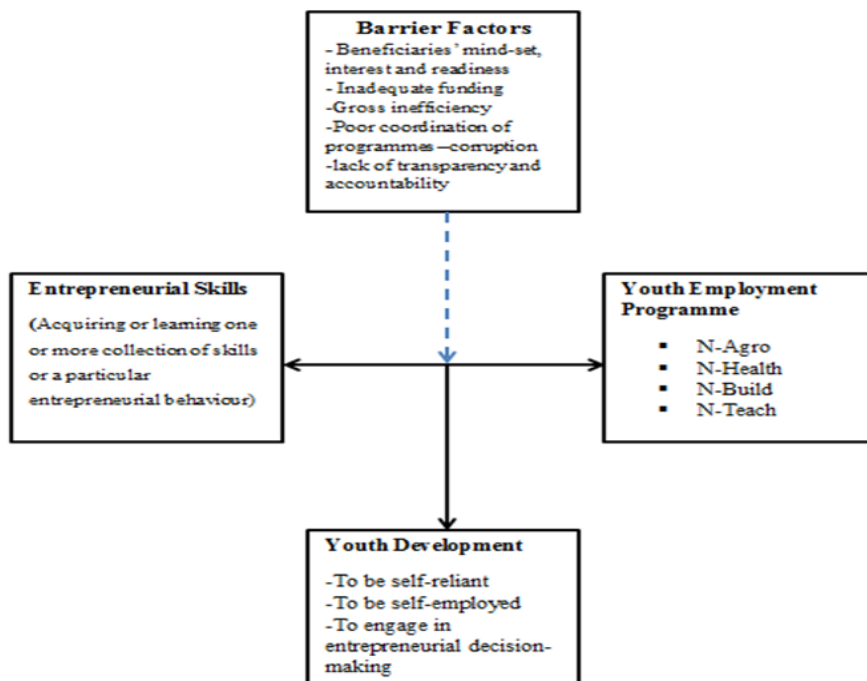 Barrier Factors
- Beneficiaries' mind-set,
interest and readiness
- Inadequate funding
-Gross inefficiency
-Poor coordination of
programmes –corruption
-lack of transparency and
accountability
Entrepreneurial Skills
(Acquiring or learning one
or more collection of skills
or a particular
entrepreneurial behaviour)
Youth Employment
Programme
▪ N-Agro
▪ N-Health
▪ N-Build
▪ N-Teach
Youth Development
-To be self-reliant
-To be self-employed
-To engage in
entrepreneurial decision-
making